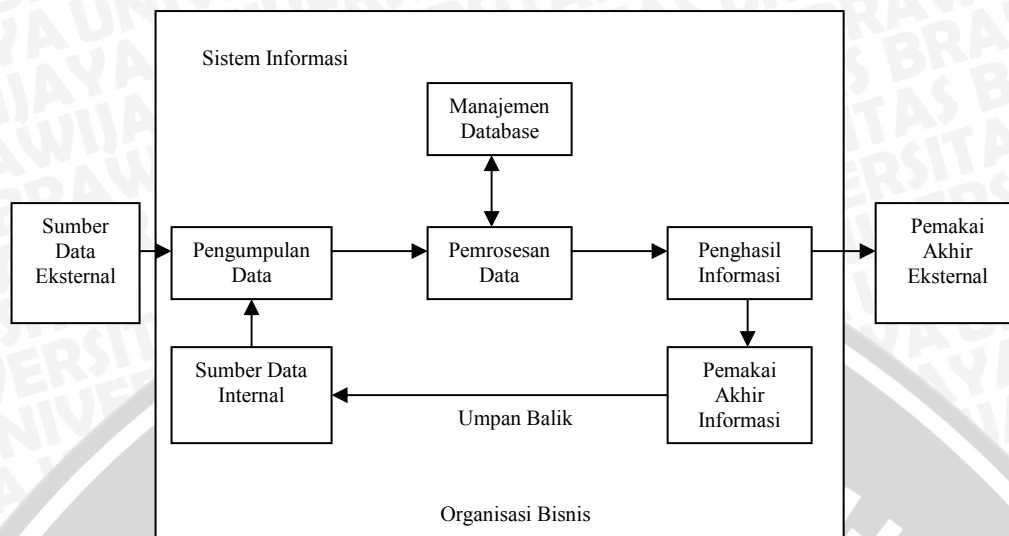 Sistem Informasi
Manajemen
Database
Sumber
Data
Eksternal
Pengumpulan
Data
Pemrosesan
Data
Penghasil
Informasi
Pemakai
Akhir
Eksternal
Sumber Data
Internal
Umpan Balik
Pemakai
Akhir
Informasi
Organisasi Bisnis